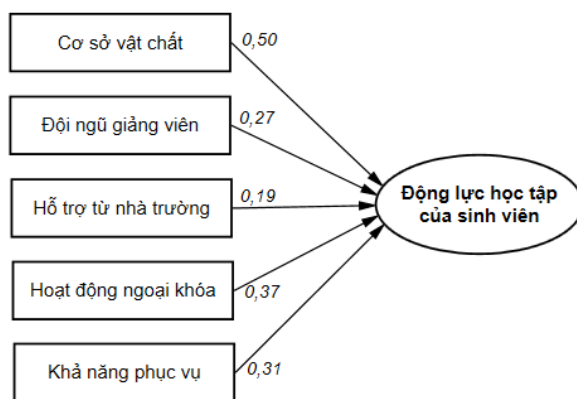 Cơ sở vật chất
0,50
Đội ngũ giảng viên
0,27
Hỗ trợ từ nhà trường
0,19
Động lực học tập
của sinh viên
Hoạt động ngoại khóa
0,37
Khả năng phục vụ
0,31